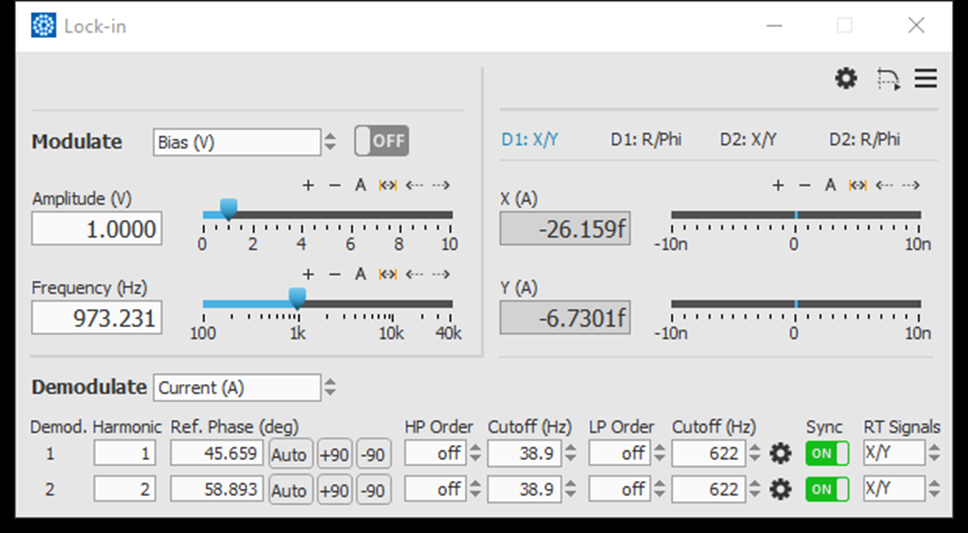 Lock-in
Modulate Bias (V) OFF
D1: X/Y D1: R/Phi D2: X/Y D2: R/Phi
+ − A
+ − A
Amplitude (V)
1.0000
0 2 4 6 8 10
X (A)
-26.159f
-10n 0 10n
+ − A
Frequency (Hz)
973.231
100 1k 10k 40k
Y (A)
-6.7301f
-10n 0 10n
Demodulate Current (A)
Demod. Harmonic Ref. Phase (deg) HP Order Cutoff (Hz) LP Order Cutoff (Hz) Sync RT Signals
1 1 45.659 Auto +90 -90 off 38.9 off 622 ON X/Y
2 2 58.893 Auto +90 -90 off 38.9 off 622 ON X/Y